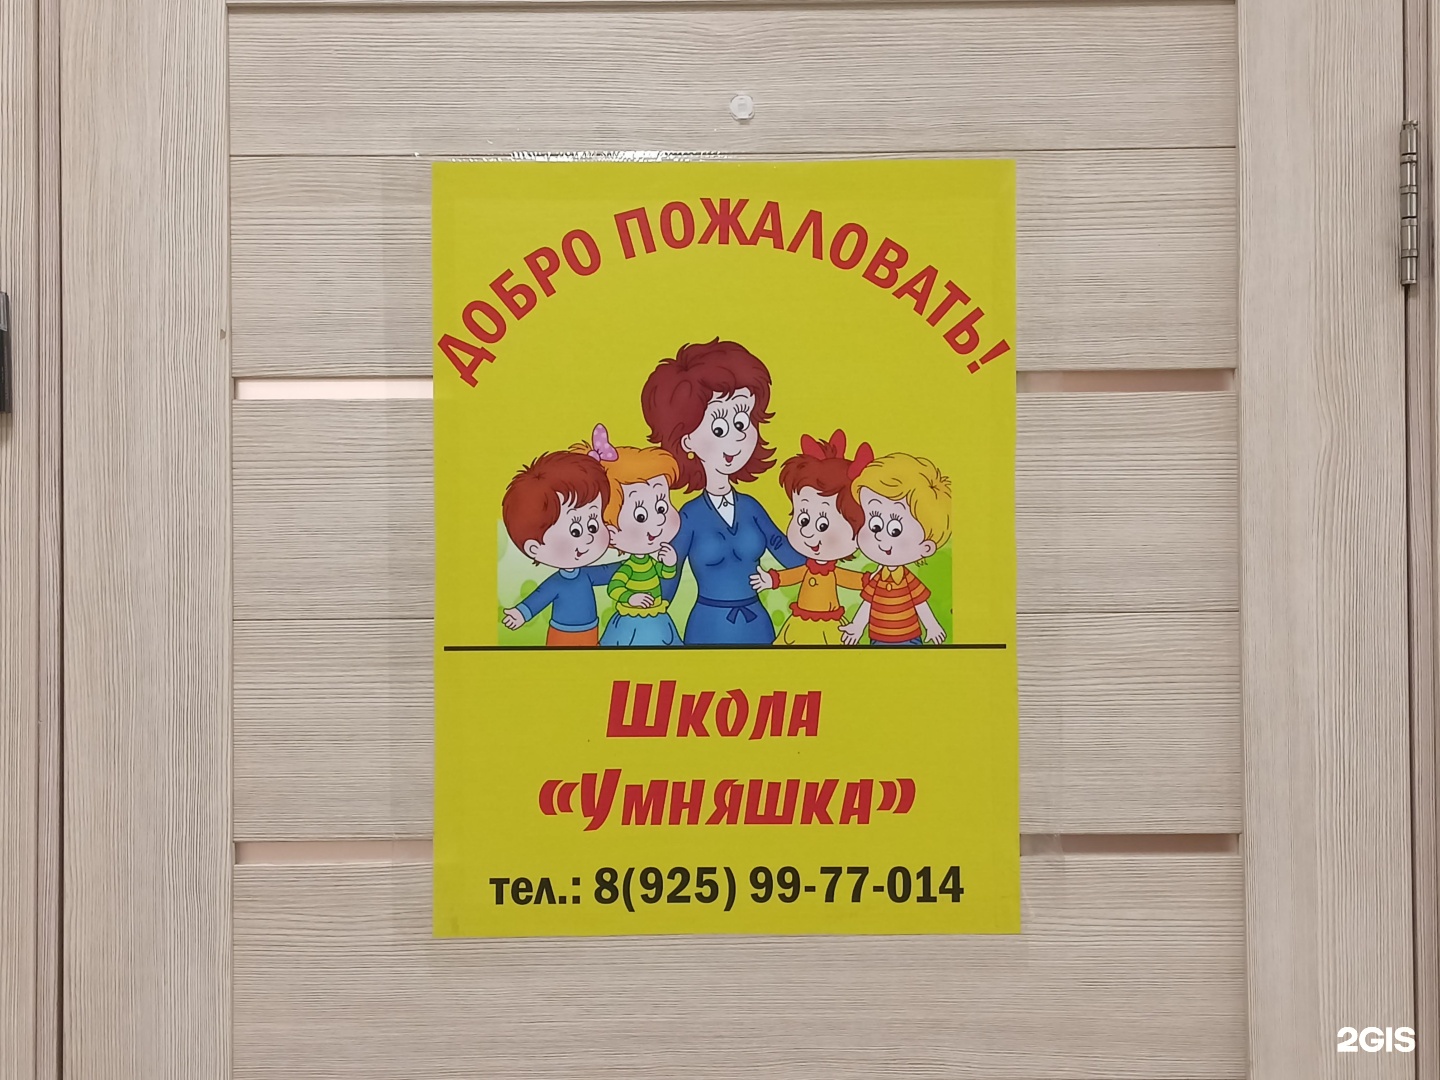 ДОБРО ПОЖАЛОВАТЬ!
Школа
«Умняшка»
тел.: 8(925) 99-77-014
2GIS